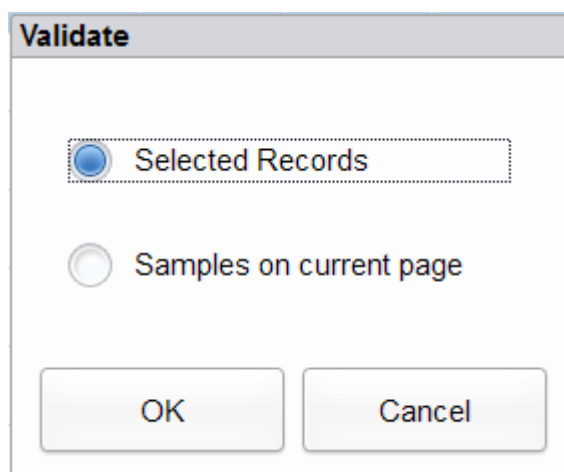 Validate
Selected Records
Samples on current page
OK
Cancel